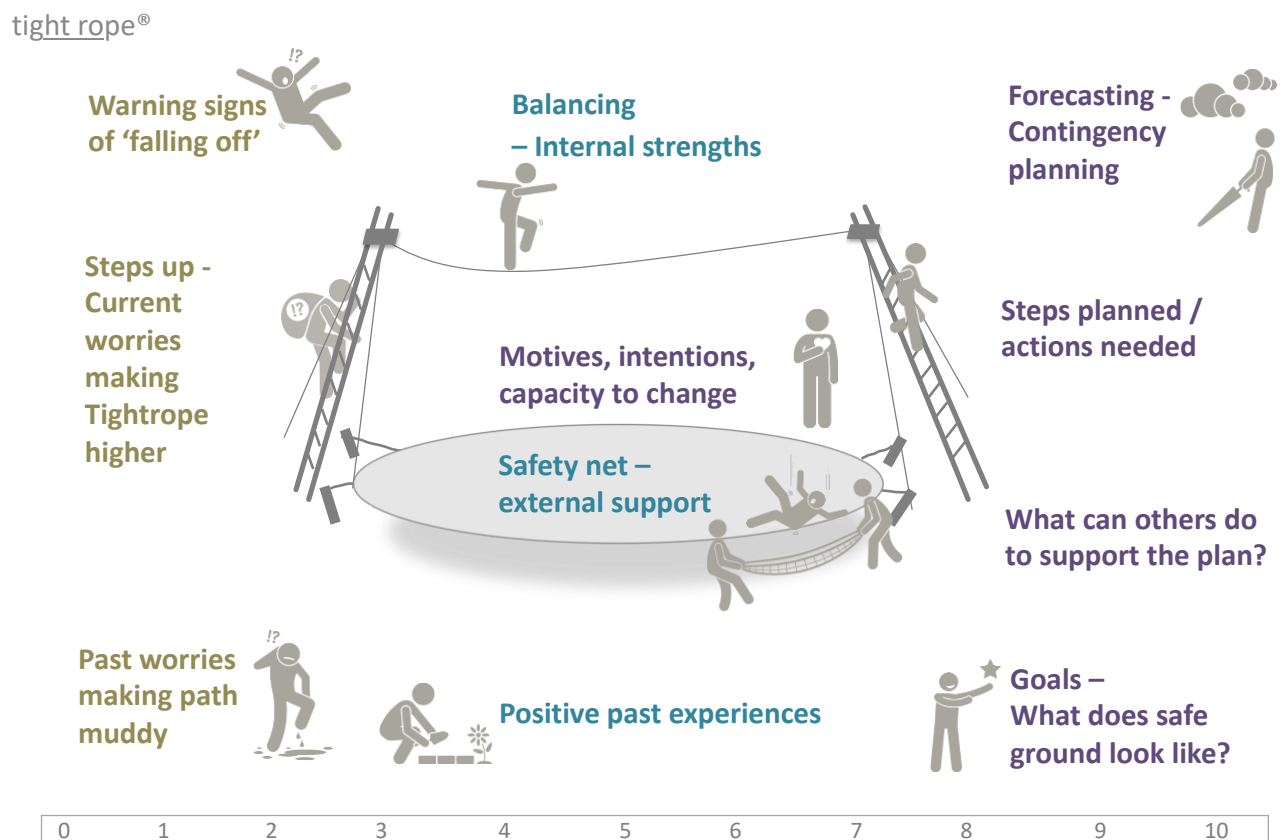 tight rope®
Warning signs
of ‘falling off’
!?
Balancing
– Internal strengths
Forecasting -
Contingency
planning
Steps up -
Current
worries
making
Tightrope
higher
!?
Motives, intentions,
capacity to change
Steps planned /
actions needed
Safety net –
external support
What can others do
to support the plan?
Past worries
making path
muddy
!?
Positive past experiences
Goals –
What does safe
ground look like?
0 1 2 3 4 5 6 7 8 9 10